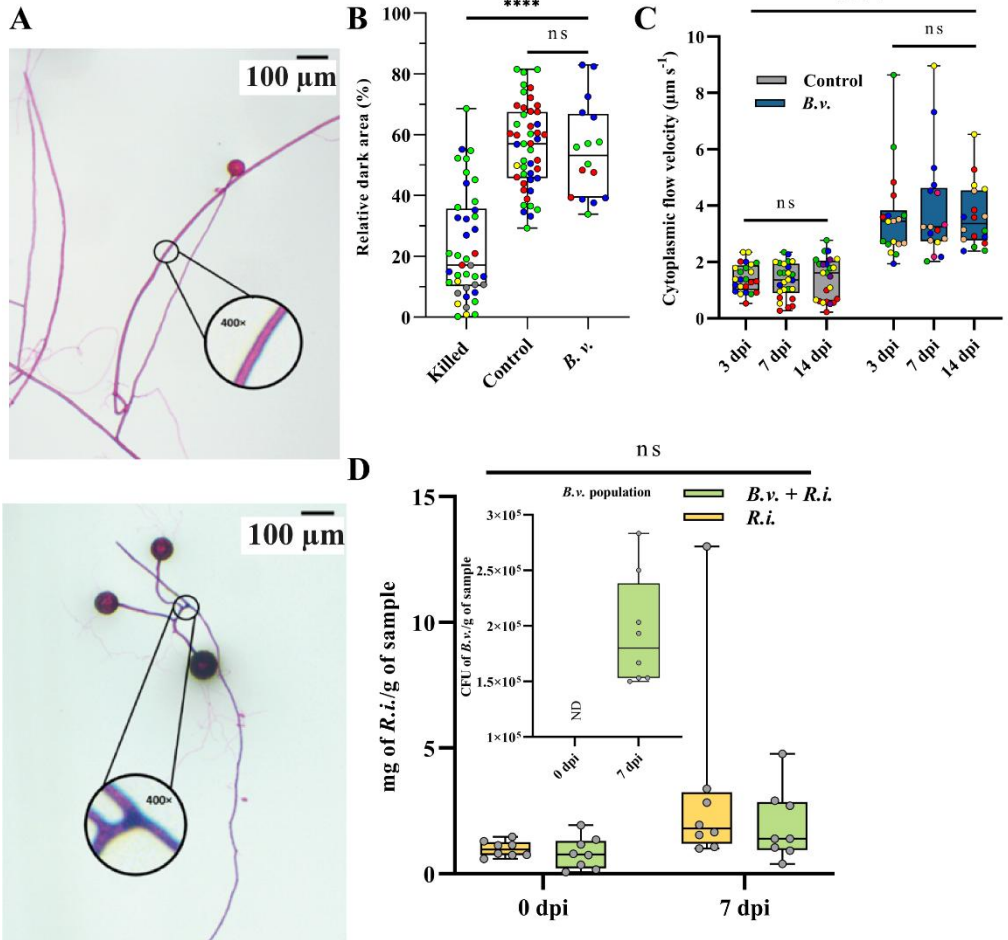 A
100 µm
400×
100 µm
400×
B
****
ns
Relative dark area (%)
100
80
60
40
20
0
Killed
Control
B. v.
C
ns
Control
B.v.
ns
Cytoplasmic flow velocity (µm s⁻¹)
10
8
6
4
2
0
3 dpi
7 dpi
14 dpi
3 dpi
7 dpi
14 dpi
D
ns
B.v. + R.i.
R.i.
mg of R.i./g of sample
15
10
5
0
0 dpi
7 dpi
B.v. population
CFU of B.v./g of sample
3×10⁵
2.5×10⁵
2×10⁵
1.5×10⁵
1×10⁵
ND
0 dpi
7 dpi